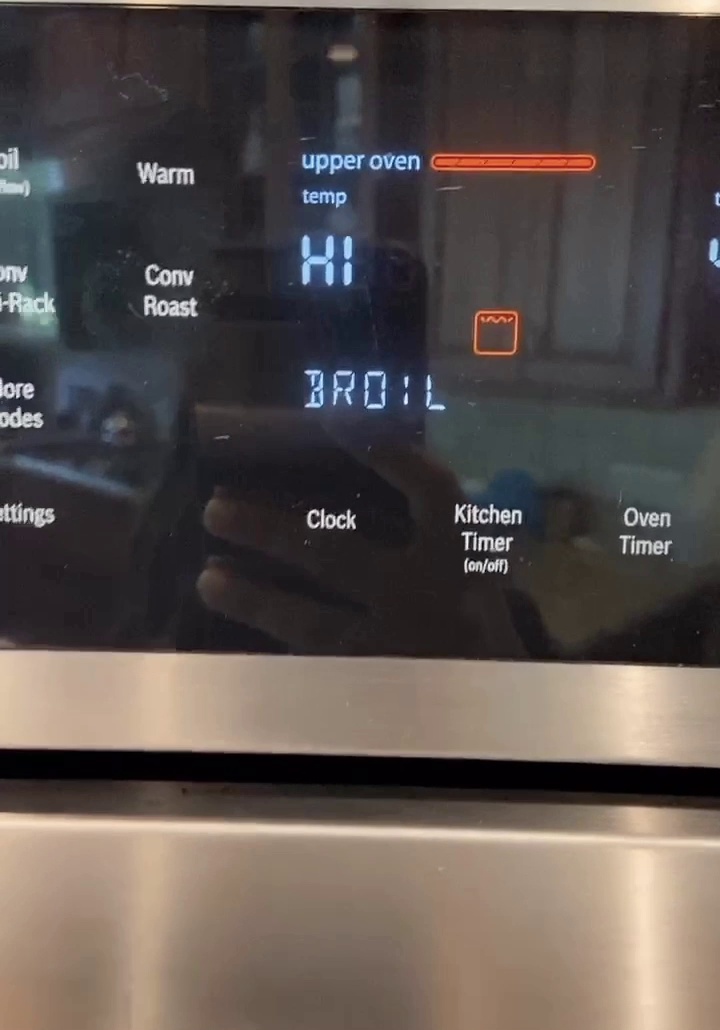 upper oven
temp
Warm
HI
Conv
Roast
BROIL
Clock
Kitchen
Timer
(on/off)
Oven
Timer